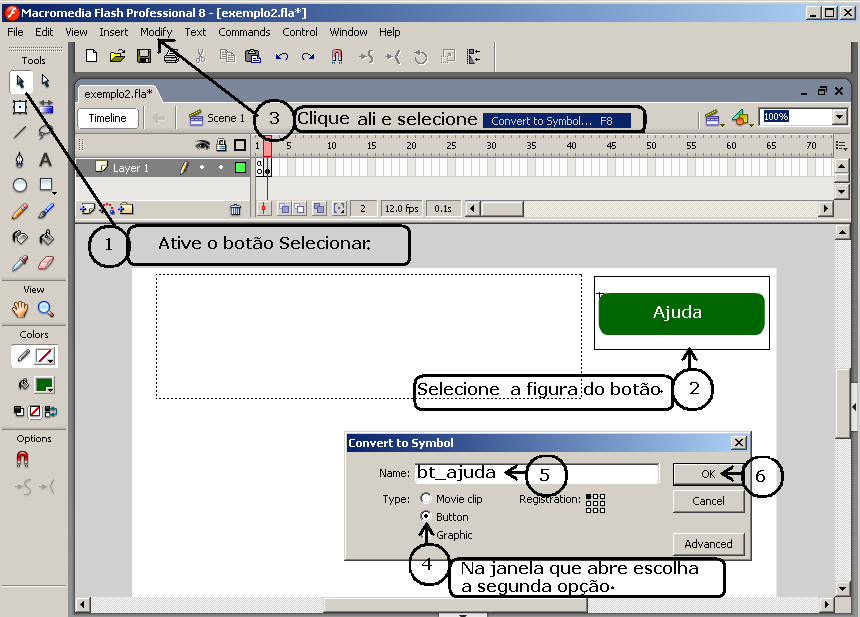 Macromedia Flash Professional 8 - [exemplo2.fla*]
File Edit View Insert Modify Text Commands Control Window Help
Tools
exemplo2.fla*
Timeline
Scene 1
3
Clique ali e selecione Convert to Symbol... F8
100%
1 5 10 15 20 25 30 35 40 45 50 55 60 65 70
Layer 1
2 12.0 fps 0.1s
1
Ative o botão Selecionar.
View
Colors
Options
Ajuda
Selecione a figura do botão.
2
Convert to Symbol
Name: bt_ajuda
5
OK
6
Type: Movie clip
Registration:
Cancel
Button
Graphic
Advanced
4
Na janela que abre escolha
a segunda opção.